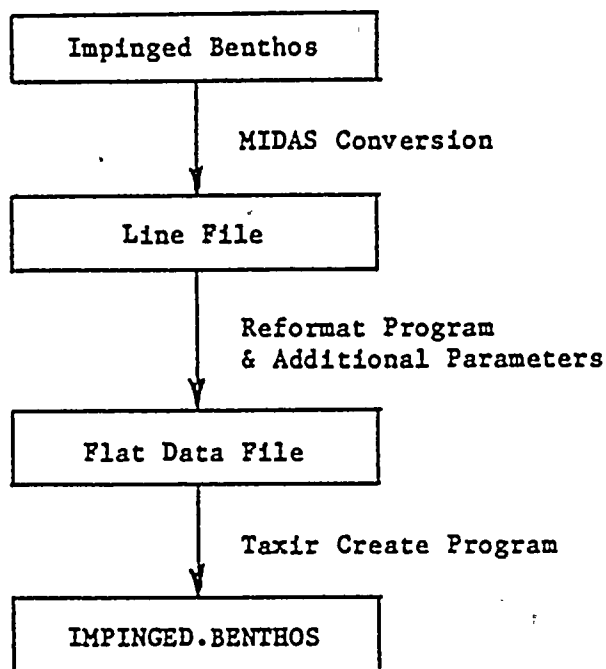 Impinged Benthos
MIDAS Conversion
Line File
Reformat Program
& Additional Parameters
Flat Data File
Taxir Create Program
IMPINGED.BENTHOS